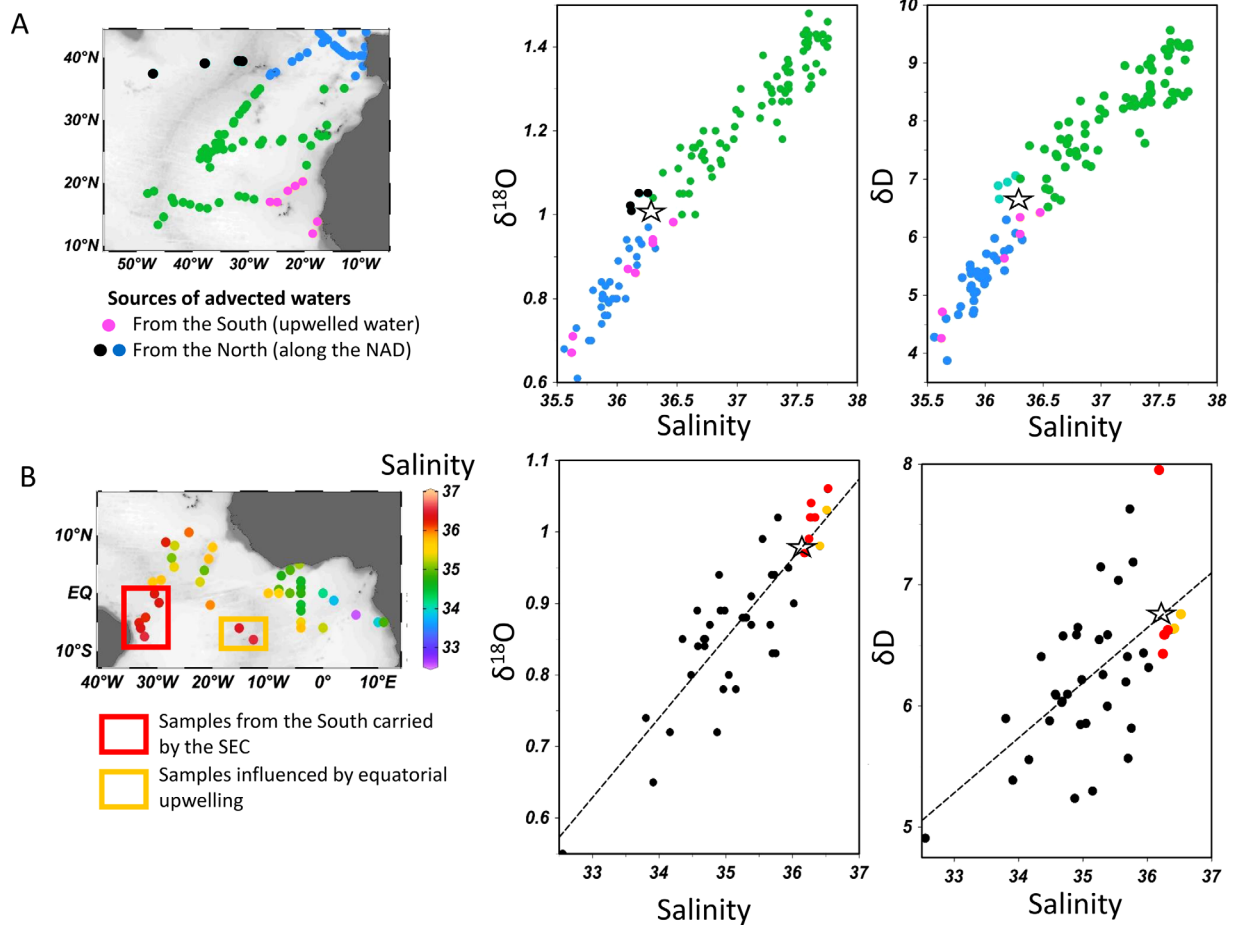 A
40°N
30°N
20°N
10°N
50°W 40°W 30°W 20°W 10°W
Sources of advected waters
From the South (upwelled water)
From the North (along the NAD)
δ18O
1.4
1.2
1
0.8
0.6
35.5 36 36.5 37 37.5 38
Salinity
δD
10
9
8
7
6
5
4
35.5 36 36.5 37 37.5 38
Salinity
B
Salinity
37
36
35
34
33
10°N
EQ
10°S
40°W 30°W 20°W 10°W 0°E 10°E
Samples from the South carried
by the SEC
Samples influenced by equatorial
upwelling
δ18O
1.1
1
0.9
0.8
0.7
0.6
33 34 35 36 37
Salinity
δD
8
7
6
5
33 34 35 36 37
Salinity